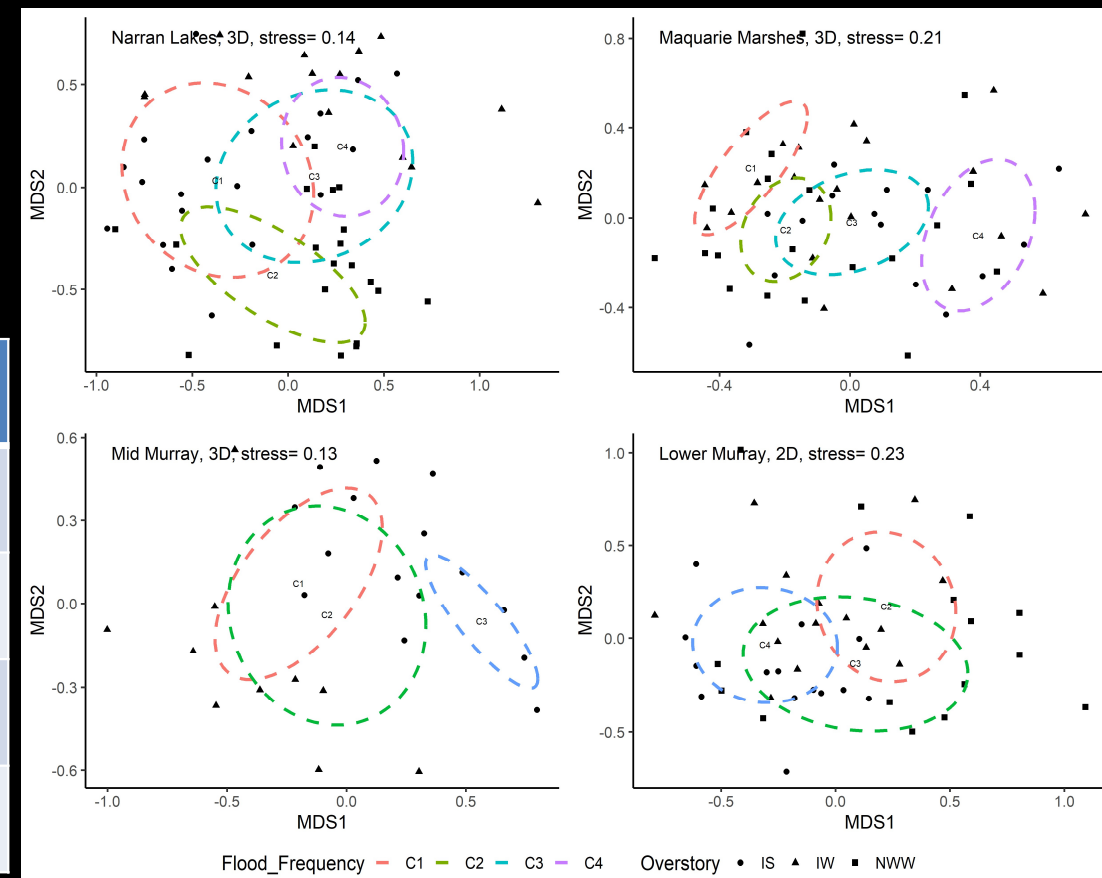 Narran Lakes, 3D, stress= 0.14
MDS2
0.5
0.0
-0.5
C1
C2
C3
C4
-1.0 -0.5 0.0 0.5 1.0
MDS1
Maquarie Marshes, 3D, stress= 0.21
MDS2
0.8
0.4
0.0
-0.4
C1
C2
C3
C4
-0.4 0.0 0.4
MDS1
Mid Murray, 3D, stress= 0.13
MDS2
0.6
0.3
0.0
-0.3
-0.6
C1
C2
C3
-1.0 -0.5 0.0 0.5
MDS1
Lower Murray, 2D, stress= 0.23
MDS2
1.0
0.5
0.0
-0.5
C2
C4
C3
-0.5 0.0 0.5 1.0
MDS1
Flood_Frequency C1 C2 C3 C4 Overstory IS IW NWW